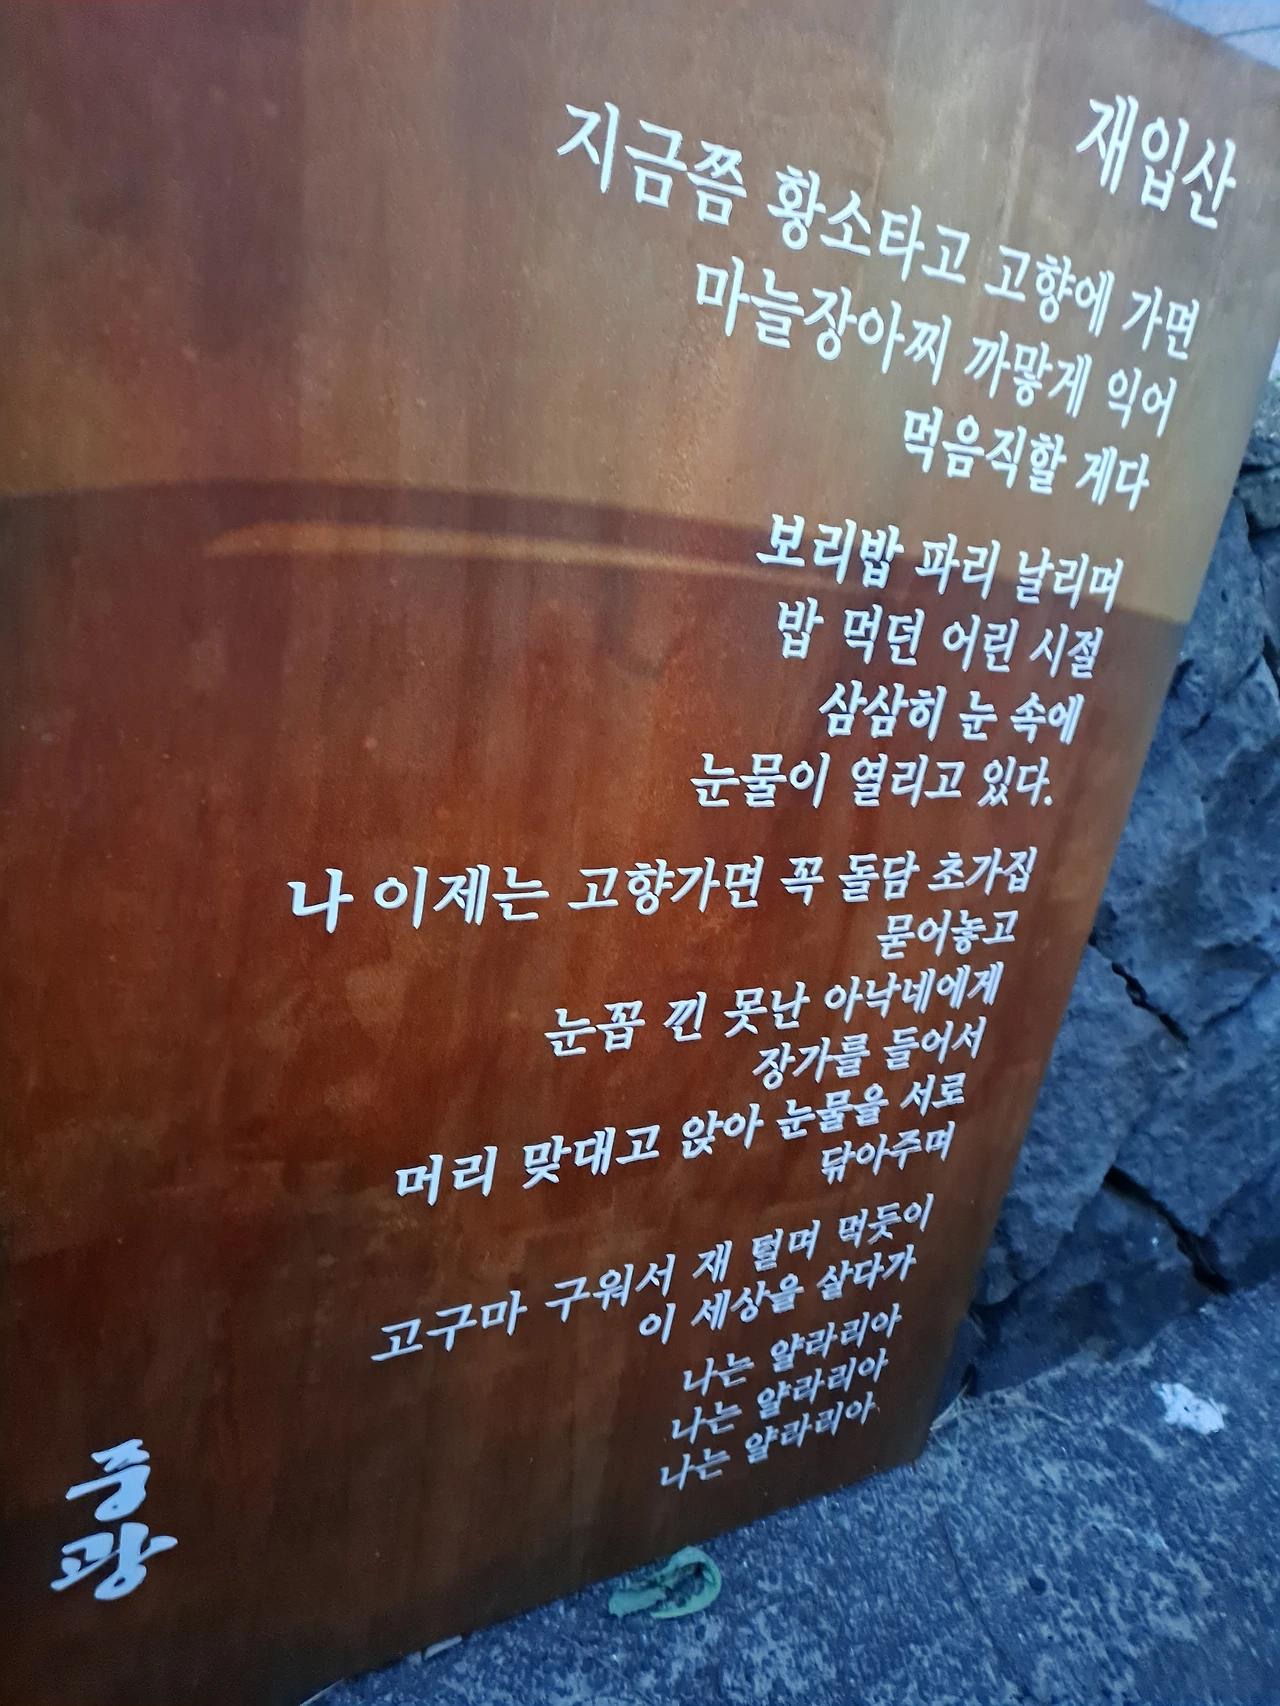 재입산
지금쯤 황소타고 고향에 가면
마늘장아찌 까맣게 익어
먹음직할 게다
보리밥 파리 날리며
밥 먹던 어린 시절
삼삼히 눈 속에
눈물이 열리고 있다.
나 이제는 고향가면 꼭 돌담 초가집
묻어놓고
눈꼽 낀 못난 아낙네에게
장가를 들어서
머리 맞대고 앉아 눈물을 서로
닦아주며
고구마 구워서 재 털며 먹듯이
이 세상을 살다가
나는 얄라리아
나는 얄라리아
나는 얄라리아
중
광